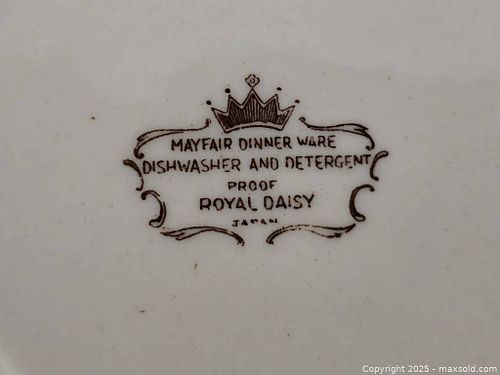 MAYFAIR DINNER WARE
DISHWASHER AND DETERGENT
PROOF
ROYAL DAISY
JAPAN
Copyright 2025 - maxsold.com